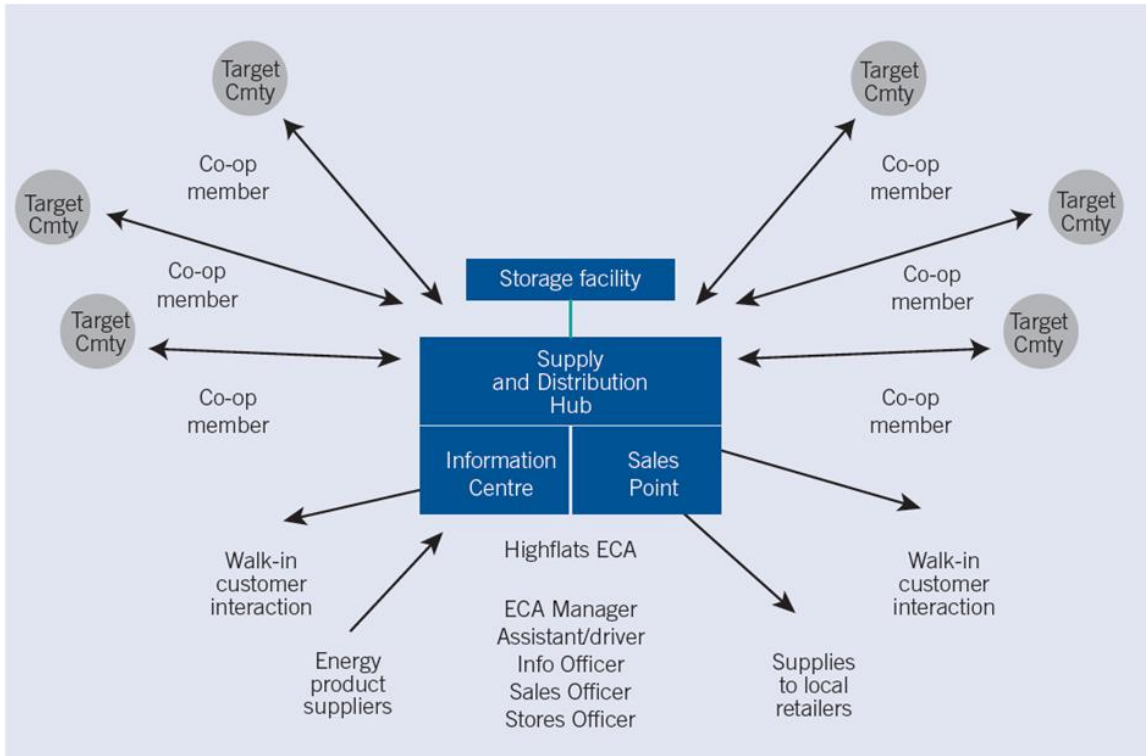 Target
Cmty
Target
Cmty
Co-op
member
Co-op
member
Target
Cmty
Target
Cmty
Co-op
member
Co-op
member
Storage facility
Target
Cmty
Target
Cmty
Supply
and Distribution
Hub
Co-op
member
Co-op
member
Information
Centre
Sales
Point
Highflats ECA
Walk-in
customer
interaction
Walk-in
customer
interaction
ECA Manager
Assistant/driver
Info Officer
Sales Officer
Stores Officer
Energy
product
suppliers
Supplies
to local
retailers